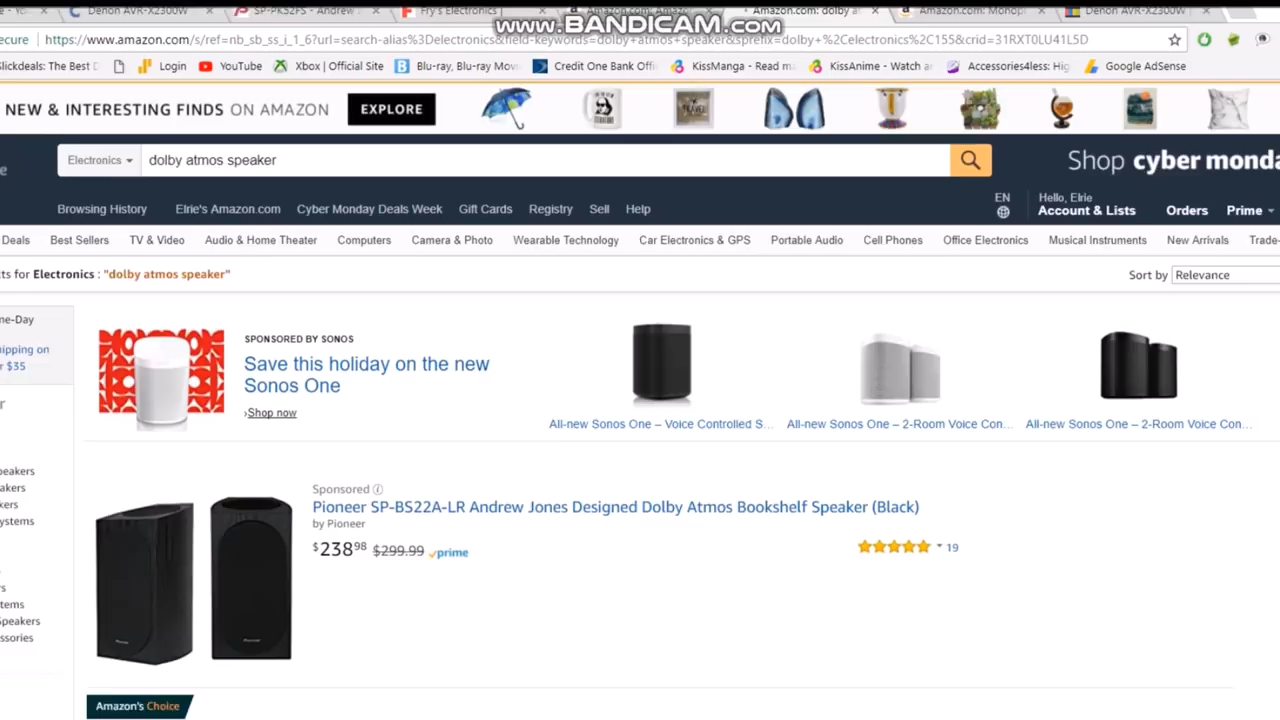 Denon AVR-X2300W
SP-PK52FS - Andrew
Fry's Electronics
Amazon.com: Amaz
Amazon.com: dolby a
Amazon.com: Monop
Denon AVR-X2300W
www.BANDICAM.com
ecure https://www.amazon.com/s/ref=nb_sb_ss_i_1_6?url=search-alias%3Delectronics&field-keywords=dolby+atmos+speaker&sprefix=dolby+%2Celectronics%2C155&crid=31RXT0LU41L5D
Slickdeals: The Best D Login YouTube Xbox | Official Site Blu-ray, Blu-ray Mov Credit One Bank Offi KissManga - Read m KissAnime - Watch a Accessories4less: Hig Google AdSense
NEW & INTERESTING FINDS ON AMAZON EXPLORE
Electronics dolby atmos speaker Shop cyber monda
Browsing History Elrie's Amazon.com Cyber Monday Deals Week Gift Cards Registry Sell Help EN Hello, Elrie Account & Lists Orders Prime
Deals Best Sellers TV & Video Audio & Home Theater Computers Camera & Photo Wearable Technology Car Electronics & GPS Portable Audio Cell Phones Office Electronics Musical Instruments New Arrivals Trade-
ts for Electronics : "dolby atmos speaker" Sort by Relevance
ne-Day
ipping on
r $35
r
peakers
akers
kers
ystems
rs
tems
Speakers
ssories
SPONSORED BY SONOS
Save this holiday on the new
Sonos One
›Shop now
All-new Sonos One – Voice Controlled S...
All-new Sonos One – 2-Room Voice Con...
All-new Sonos One – 2-Room Voice Con...
Sponsored
Pioneer SP-BS22A-LR Andrew Jones Designed Dolby Atmos Bookshelf Speaker (Black)
by Pioneer
$238 98 $299.99 prime
19
Amazon's Choice